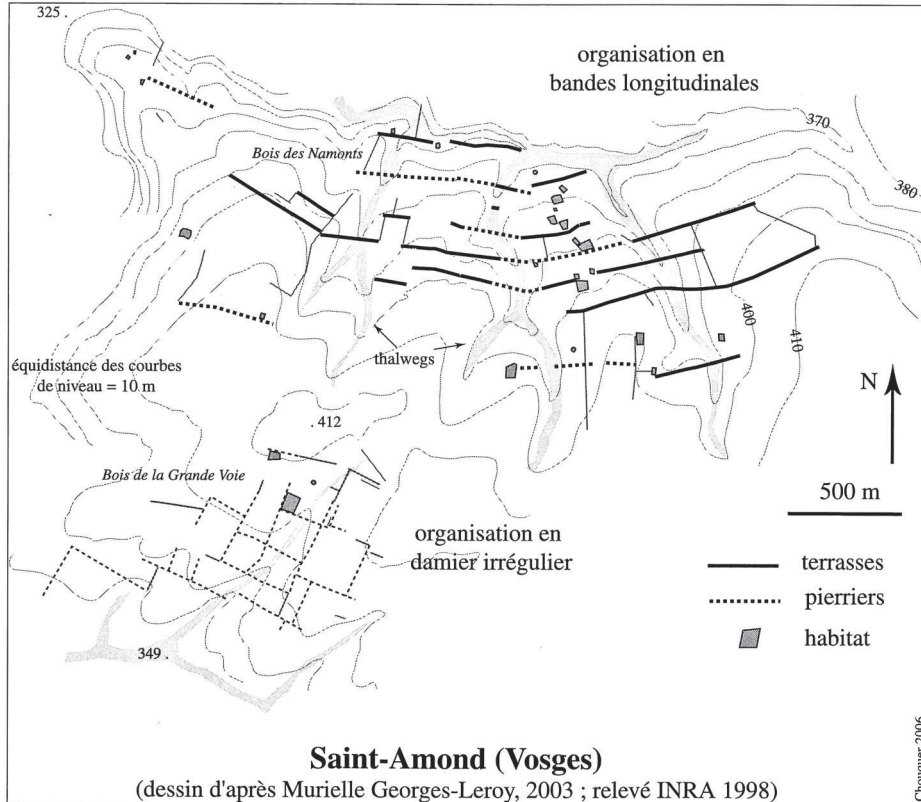 325 .
organisation en
bandes longitudinales
370
Bois des Namonts
380
400
410
thalwegs
équidistance des courbes
de niveau = 10 m
N
. 412
Bois de la Grande Voie
500 m
organisation en
damier irrégulier
terrasses
pierriers
habitat
349 .
Saint-Amond (Vosges)
(dessin d'après Murielle Georges-Leroy, 2003 ; relevé INRA 1998)
Chouquer 2006